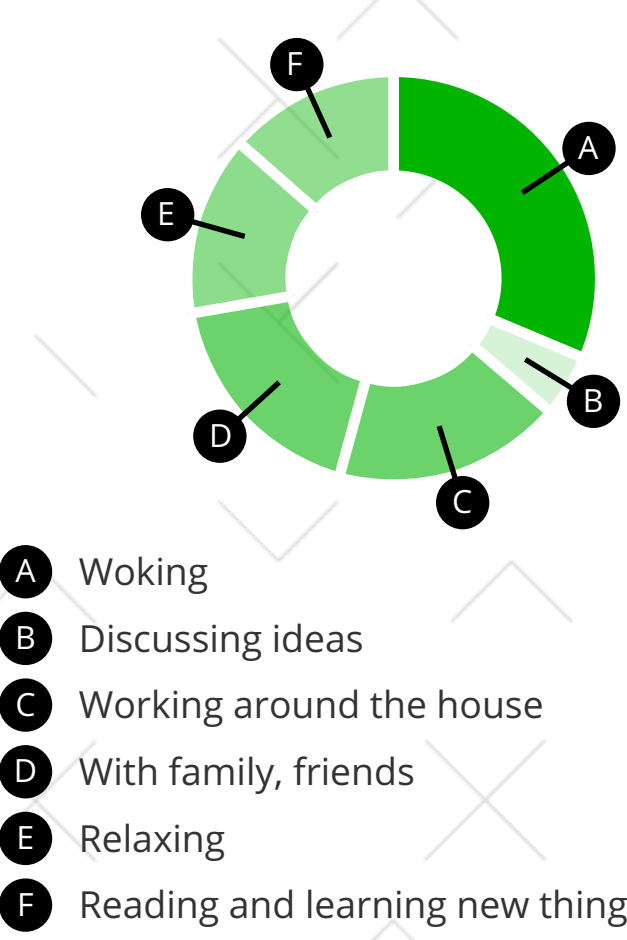 F
A
E
B
D
C
A Woking
B Discussing ideas
C Working around the house
D With family, friends
E Relaxing
F Reading and learning new thing